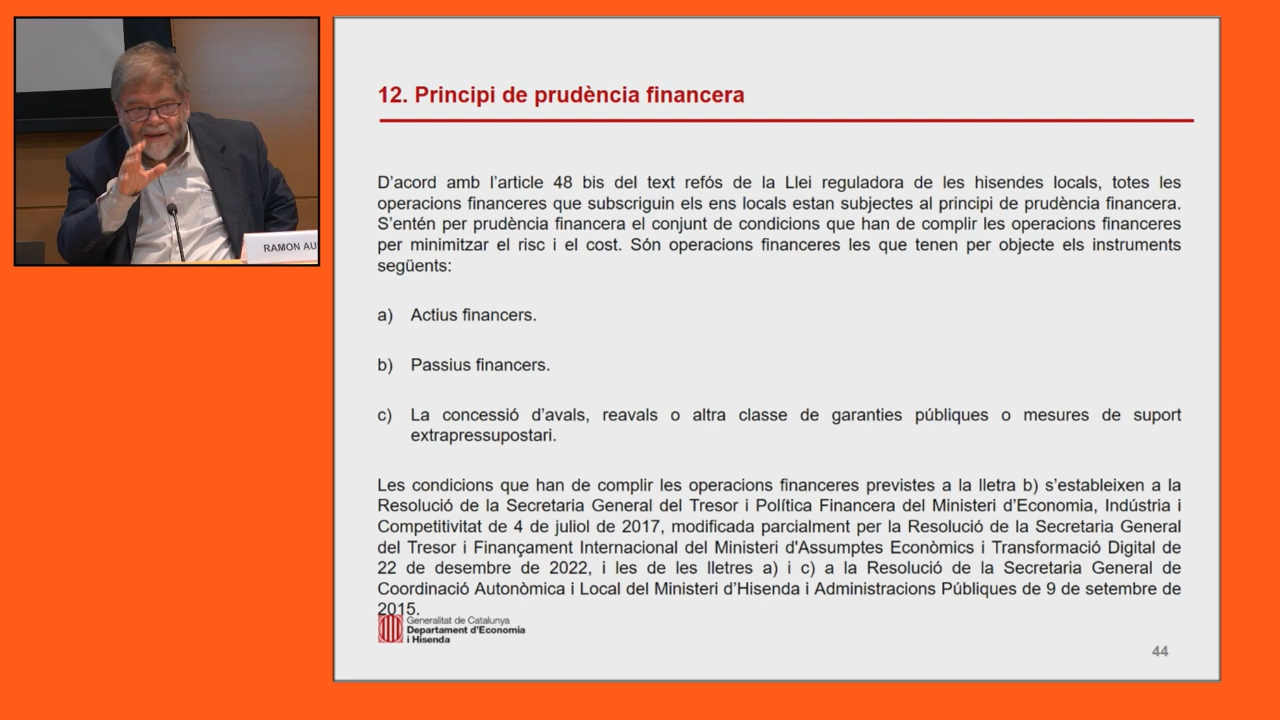 RAMON AU
12. Principi de prudència financera
D’acord amb l’article 48 bis del text refós de la Llei reguladora de les hisendes locals, totes les
operacions financeres que subscriguin els ens locals estan subjectes al principi de prudència financera.
S’entén per prudència financera el conjunt de condicions que han de complir les operacions financeres
per minimitzar el risc i el cost. Són operacions financeres les que tenen per objecte els instruments
següents:
a) Actius financers.
b) Passius financers.
c) La concessió d’avals, reavals o altra classe de garanties públiques o mesures de suport
extrapressupostari.
Les condicions que han de complir les operacions financeres previstes a la lletra b) s’estableixen a la
Resolució de la Secretaria General del Tresor i Política Financera del Ministeri d’Economia, Indústria i
Competitivitat de 4 de juliol de 2017, modificada parcialment per la Resolució de la Secretaria General
del Tresor i Finançament Internacional del Ministeri d'Assumptes Econòmics i Transformació Digital de
22 de desembre de 2022, i les de les lletres a) i c) a la Resolució de la Secretaria General de
Coordinació Autonòmica i Local del Ministeri d’Hisenda i Administracions Públiques de 9 de setembre de
2015.
Generalitat de Catalunya
Departament d’Economia
i Hisenda
44